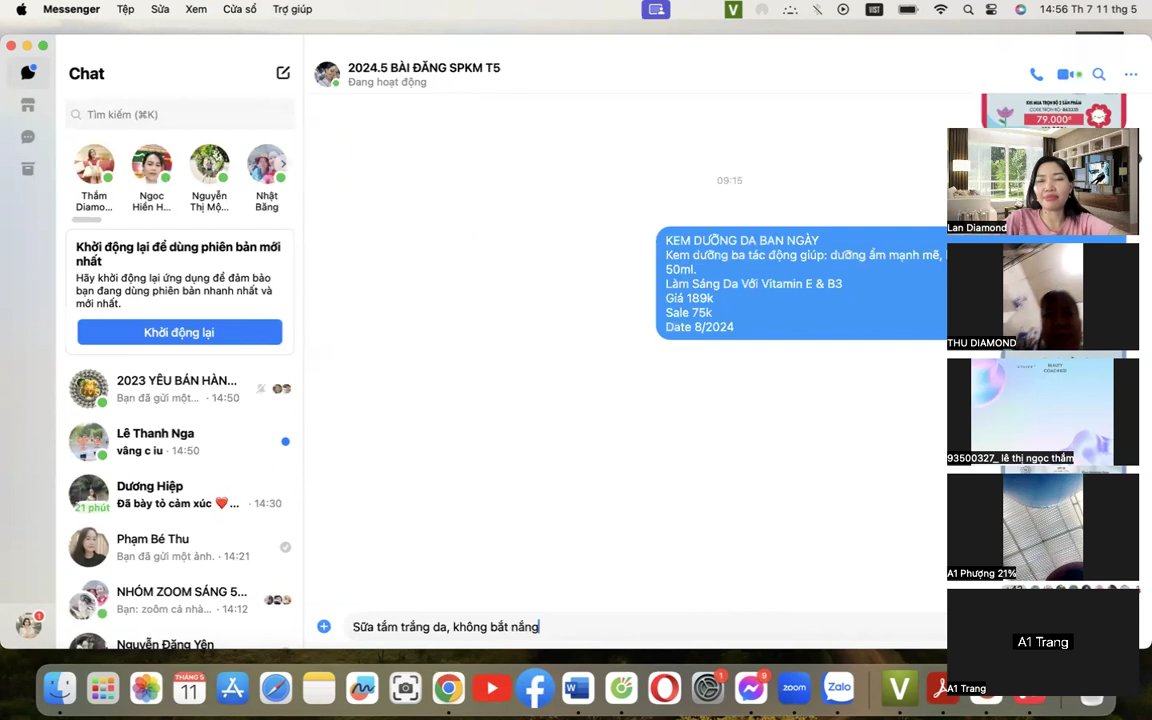 Messenger Tệp Sửa Xem Cửa sổ Trợ giúp
14:56 Th 7 11 thg 5
Chat
Tìm kiếm (⌘K)
Thắm
Diamo...
Ngoc
Hiền H...
Nguyễn
Thị Mộ...
Nhật
Băng
Khởi động lại để dùng phiên bản mới
nhất
Hãy khởi động lại ứng dụng để đảm bảo
bạn đang dùng phiên bản nhanh nhất và
mới nhất.
Khởi động lại
2023 YÊU BÁN HÀN...
Bạn đã gửi một... · 14:50
Lê Thanh Nga
vâng c iu · 14:50
Dương Hiệp
Đã bày tỏ cảm xúc ❤️... · 14:30
21 phút
Phạm Bé Thu
Bạn đã gửi một ảnh. · 14:21
NHÓM ZOOM SÁNG 5...
Bạn: zoôm cả nhà... · 14:12
Nguyễn Đăng Yên
2024.5 BÀI ĐĂNG SPKM T5
Đang hoạt động
79.000đ
09:15
KEM DƯỠNG DA BAN NGÀY
Kem dưỡng ba tác động giúp: dưỡng ẩm mạnh mẽ,
50ml.
Làm Sáng Da Với Vitamin E & B3
Giá 189k
Sale 75k
Date 8/2024
Sữa tắm trắng da, không bắt nắng
Lan Diamond
THU DIAMOND
BEAUTY
93500327_ lê thị ngọc thắm
A1 Phượng 21%
A1 Trang
A1 Trang
THÁNG 5
11
1
9
zoom
Zalo